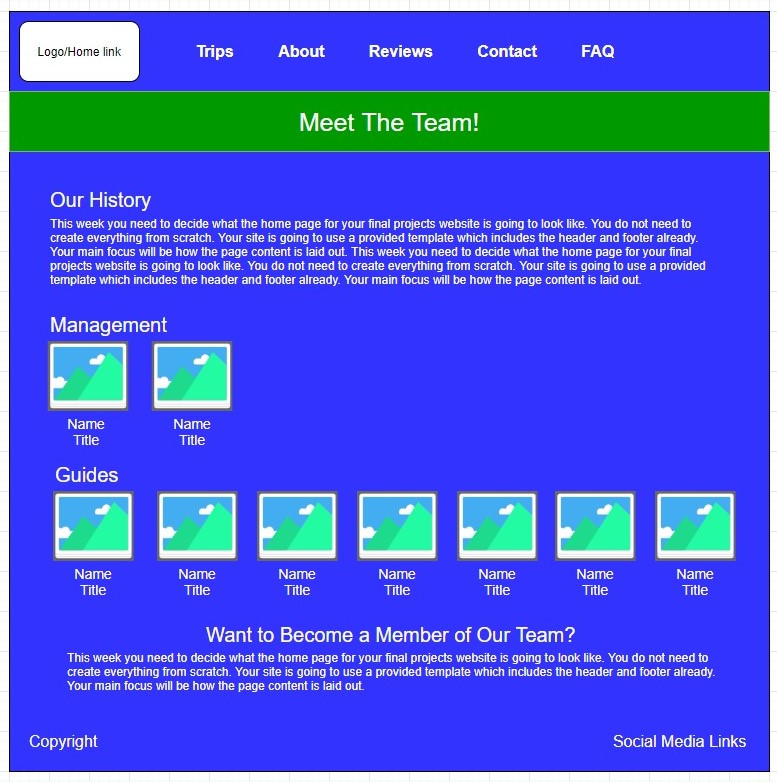 Logo/Home link
Trips About Reviews Contact FAQ
Meet The Team!
Our History
This week you need to decide what the home page for your final projects website is going to look like. You do not need to
create everything from scratch. Your site is going to use a provided template which includes the header and footer already.
Your main focus will be how the page content is laid out. This week you need to decide what the home page for your final
projects website is going to look like. You do not need to create everything from scratch. Your site is going to use a provided
template which includes the header and footer already. Your main focus will be how the page content is laid out.
Management
Name Name
Title Title
Guides
Name Name Name Name Name Name Name
Title Title Title Title Title Title Title
Want to Become a Member of Our Team?
This week you need to decide what the home page for your final projects website is going to look like. You do not need to
create everything from scratch. Your site is going to use a provided template which includes the header and footer already.
Your main focus will be how the page content is laid out.
Copyright Social Media Links